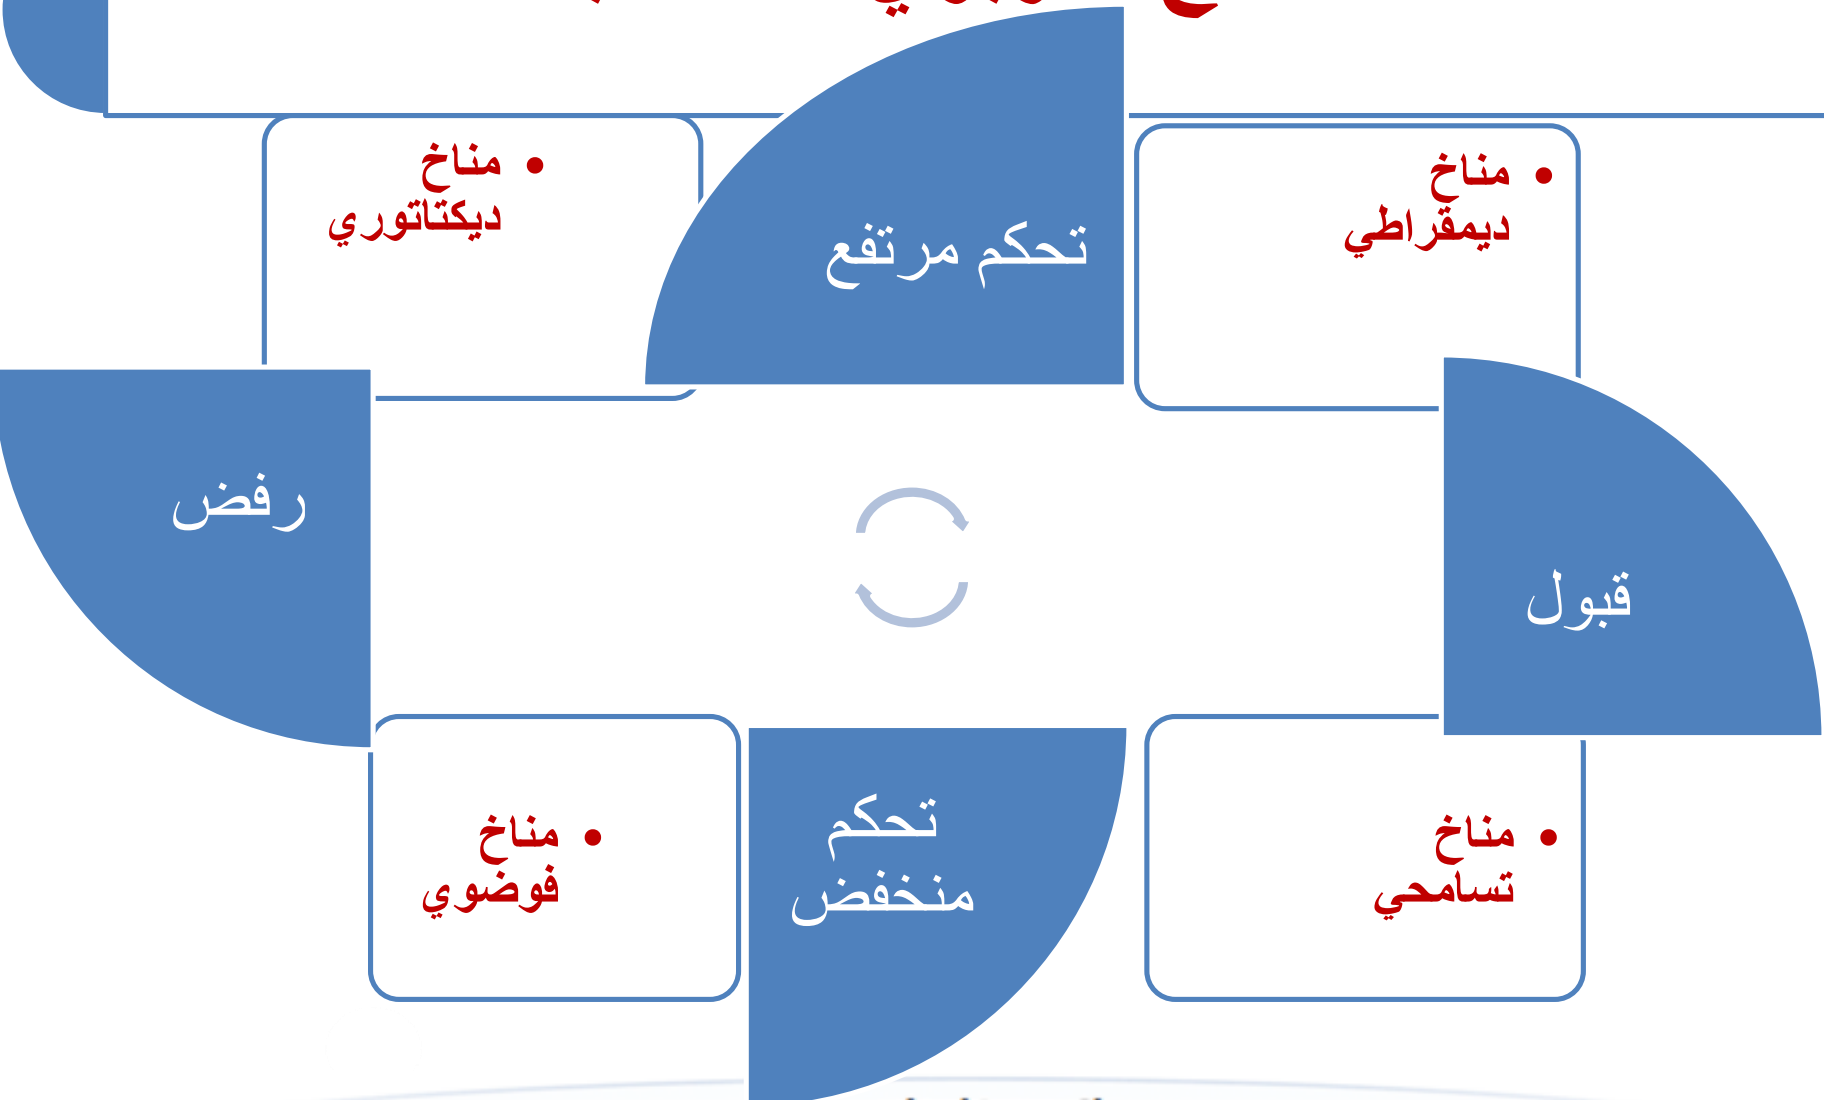 • مناخ
ديمقراطي
تحكم مرتفع
• مناخ
ديكتاتوري
قبول
رفض
• مناخ
تسامحي
تحكم
منخفض
• مناخ
فوضوي